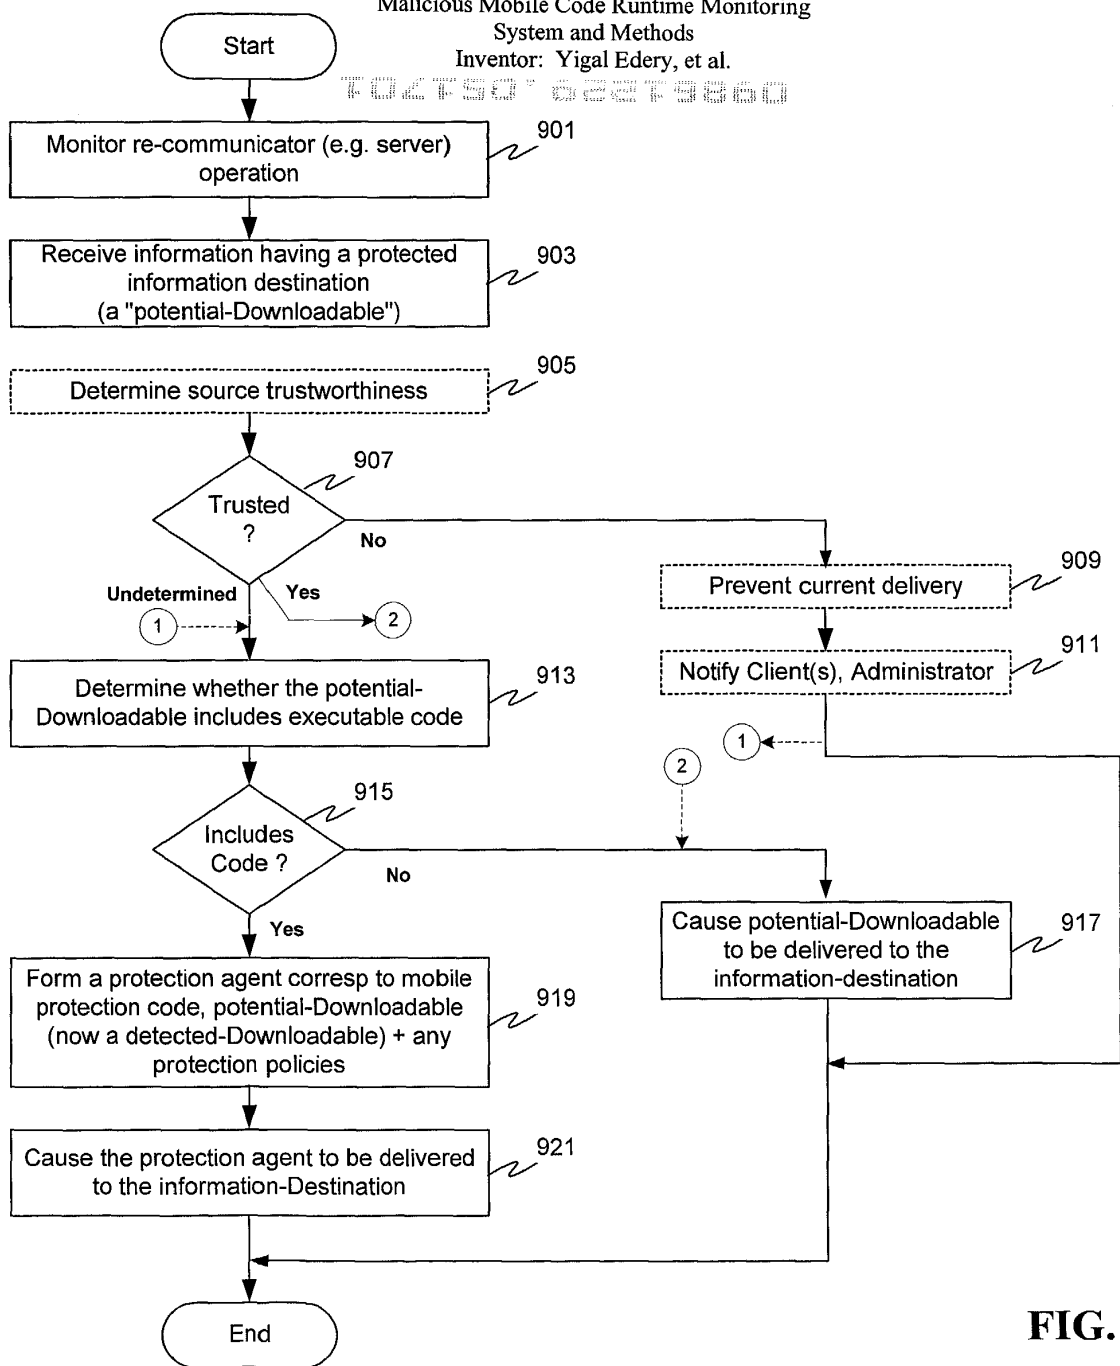 Malicious Mobile Code Runtime Monitoring
System and Methods
Inventor: Yigal Edery, et al.
Start
Monitor re-communicator (e.g. server)
operation
901
Receive information having a protected
information destination
(a "potential-Downloadable")
903
Determine source trustworthiness
905
Trusted
?
907
No
Undetermined
Yes
1
2
Prevent current delivery
909
Notify Client(s), Administrator
911
1
2
Determine whether the potential-
Downloadable includes executable code
913
Includes
Code ?
915
No
Yes
Cause potential-Downloadable
to be delivered to the
information-destination
917
Form a protection agent corresp to mobile
protection code, potential-Downloadable
(now a detected-Downloadable) + any
protection policies
919
Cause the protection agent to be delivered
to the information-Destination
921
End
FIG.